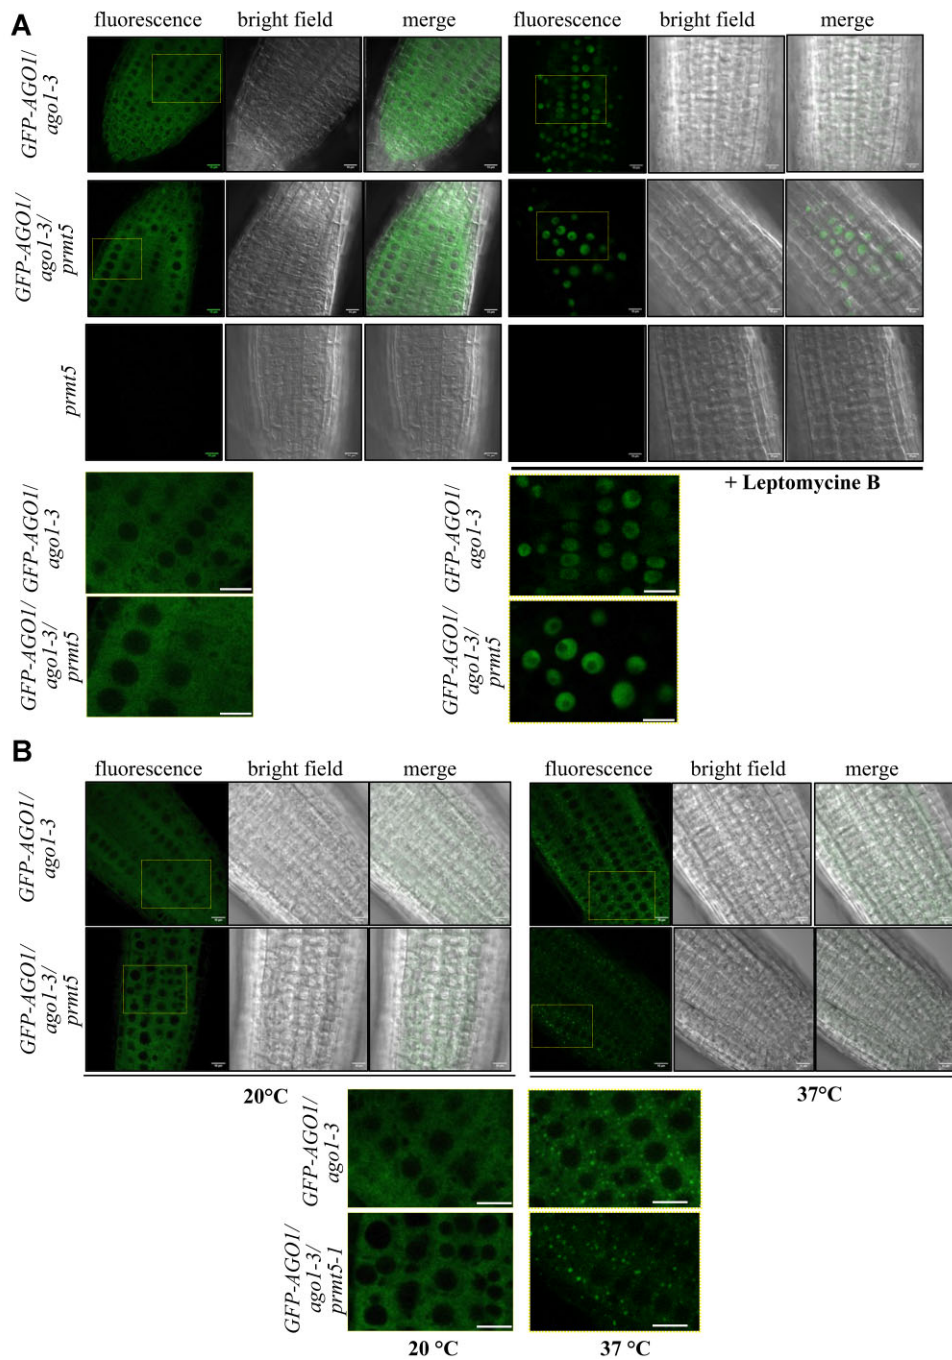 A
fluorescence bright field merge fluorescence bright field merge
GFP-AGO1/
ago1-3
GFP-AGO1/
ago1-3/
prmt5
prmt5
+ Leptomycine B
GFP-AGO1/
ago1-3
GFP-AGO1/
ago1-3/
prmt5
GFP-AGO1/
ago1-3
GFP-AGO1/
ago1-3/
prmt5
B
fluorescence bright field merge fluorescence bright field merge
GFP-AGO1/
ago1-3
GFP-AGO1/
ago1-3/
prmt5
20°C 37°C
GFP-AGO1/
ago1-3
GFP-AGO1/
ago1-3/
prmt5-1
20 °C 37 °C